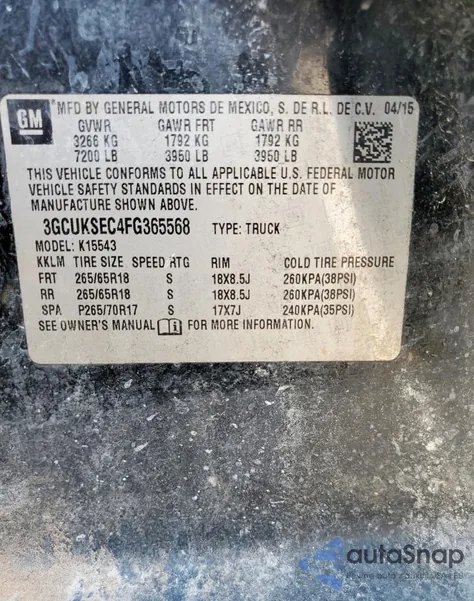 GM
MFD BY GENERAL MOTORS DE MEXICO, S. DE R.L. DE C.V. 04/15
GVWR GAWR FRT GAWR RR
3266 KG 1792 KG 1792 KG
7200 LB 3950 LB 3950 LB
THIS VEHICLE CONFORMS TO ALL APPLICABLE U.S. FEDERAL MOTOR
VEHICLE SAFETY STANDARDS IN EFFECT ON THE DATE OF
MANUFACTURE SHOWN ABOVE.
3GCUKSEC4FG365568 TYPE: TRUCK
MODEL: K15543
KKLM TIRE SIZE SPEED RTG RIM COLD TIRE PRESSURE
FRT 265/65R18 S 18X8.5J 260KPA(38PSI)
RR 265/65R18 S 18X8.5J 260KPA(38PSI)
SPA P265/70R17 S 17X7J 240KPA(35PSI)
SEE OWNER'S MANUAL FOR MORE INFORMATION.
autoSnap